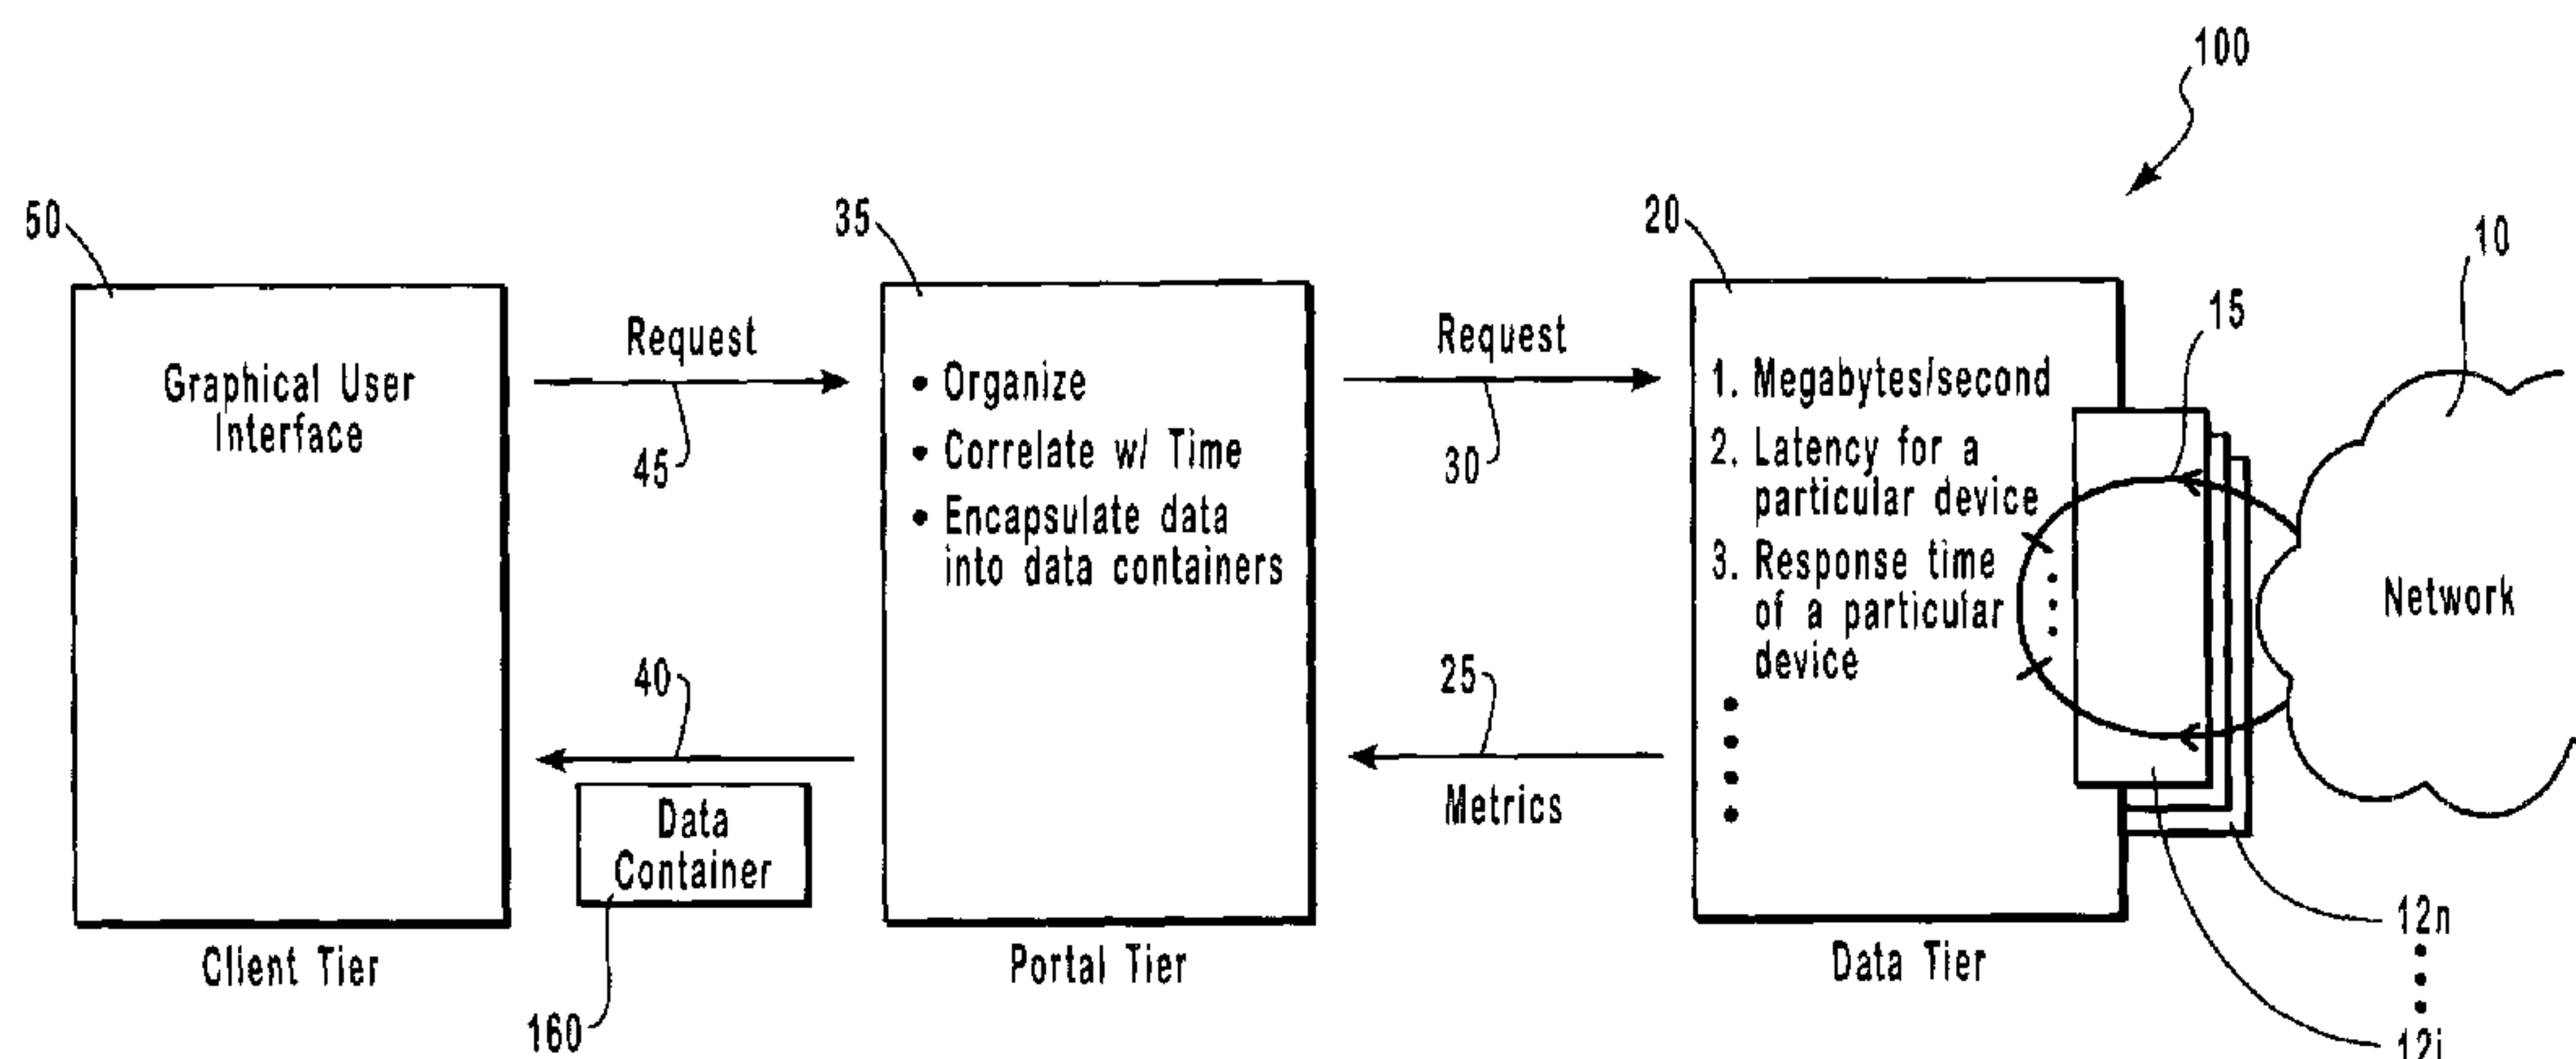 100
50
35
20
10
15
Graphical User
Interface
Request
45
• Organize
• Correlate w/ Time
• Encapsulate data
into data containers
Request
30
1. Megabytes/second
2. Latency for a
particular device
3. Response time
of a particular
device
Network
40
Data
Container
160
25
Metrics
12n
Client Tier
Portal Tier
Data Tier